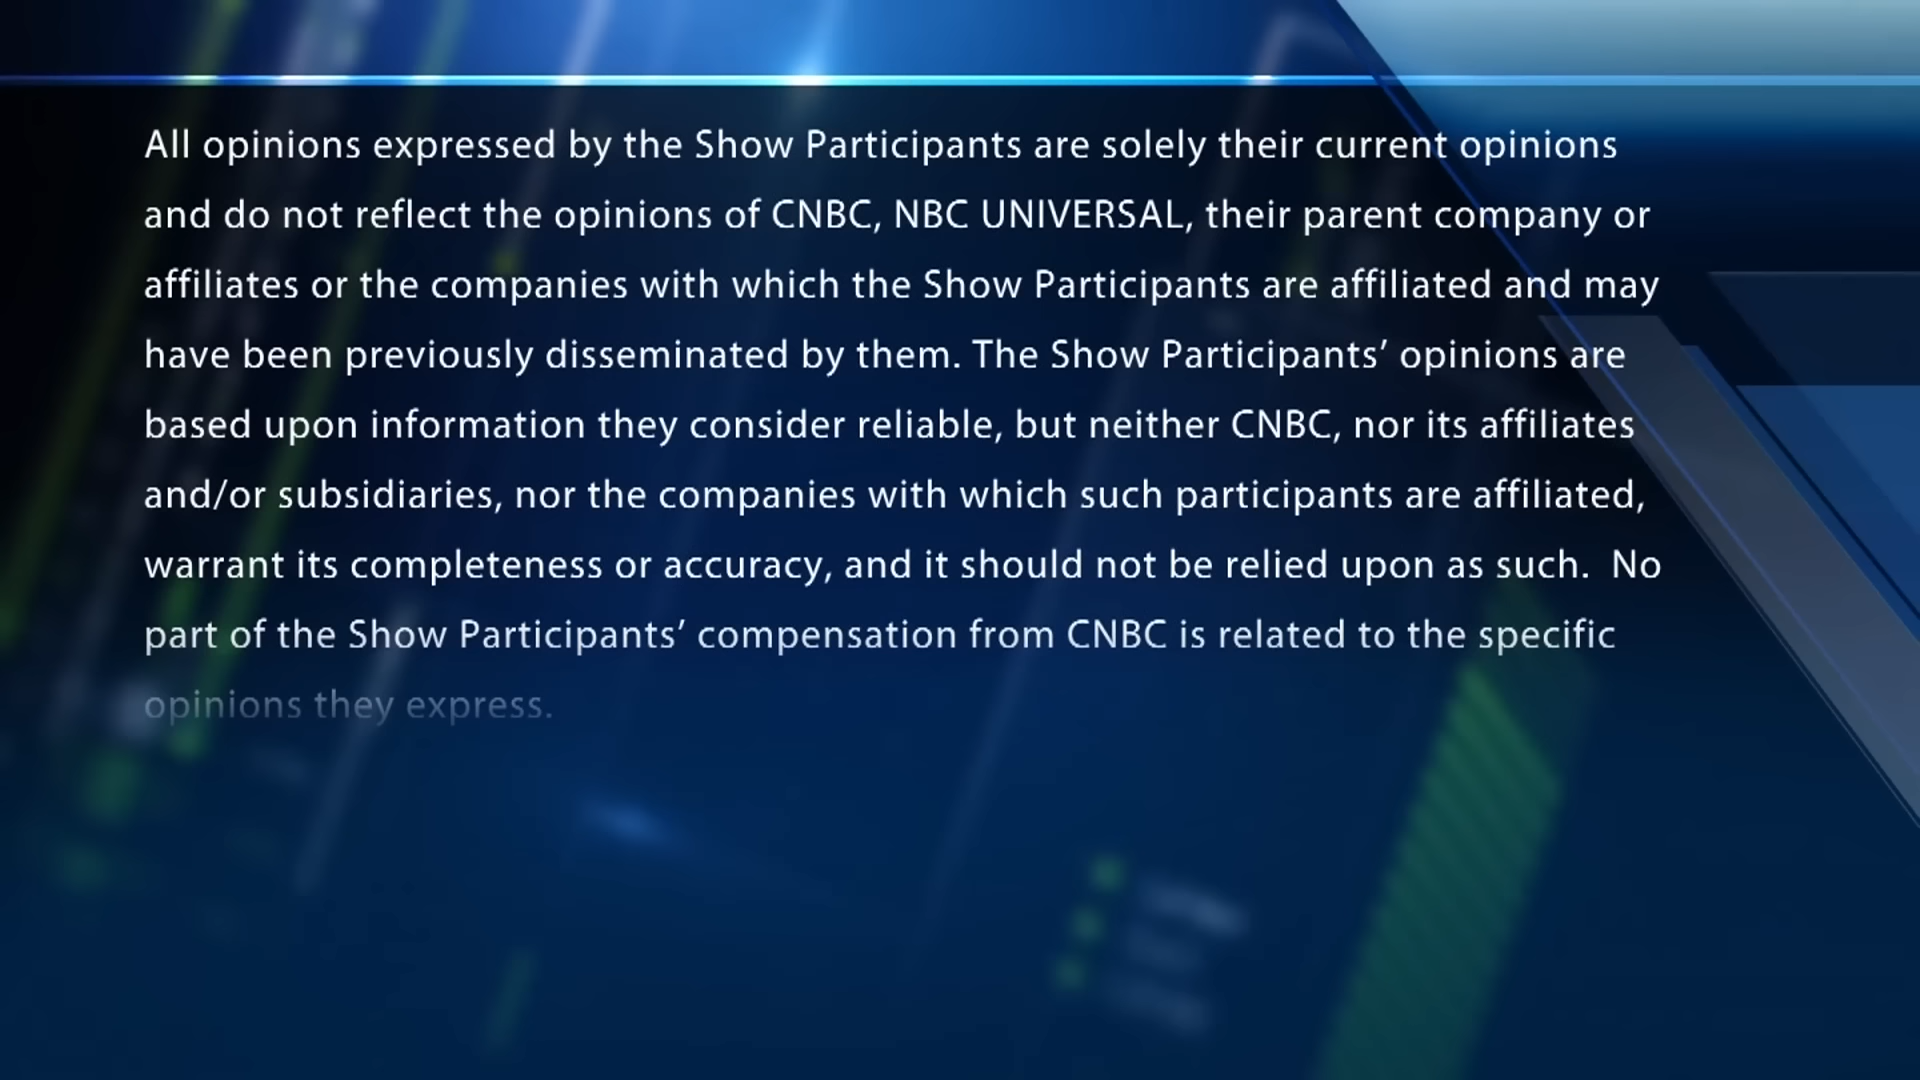 All opinions expressed by the Show Participants are solely their current opinions
and do not reflect the opinions of CNBC, NBC UNIVERSAL, their parent company or
affiliates or the companies with which the Show Participants are affiliated and may
have been previously disseminated by them. The Show Participants’ opinions are
based upon information they consider reliable, but neither CNBC, nor its affiliates
and/or subsidiaries, nor the companies with which such participants are affiliated,
warrant its completeness or accuracy, and it should not be relied upon as such.  No
part of the Show Participants’ compensation from CNBC is related to the specific
opinions they express.